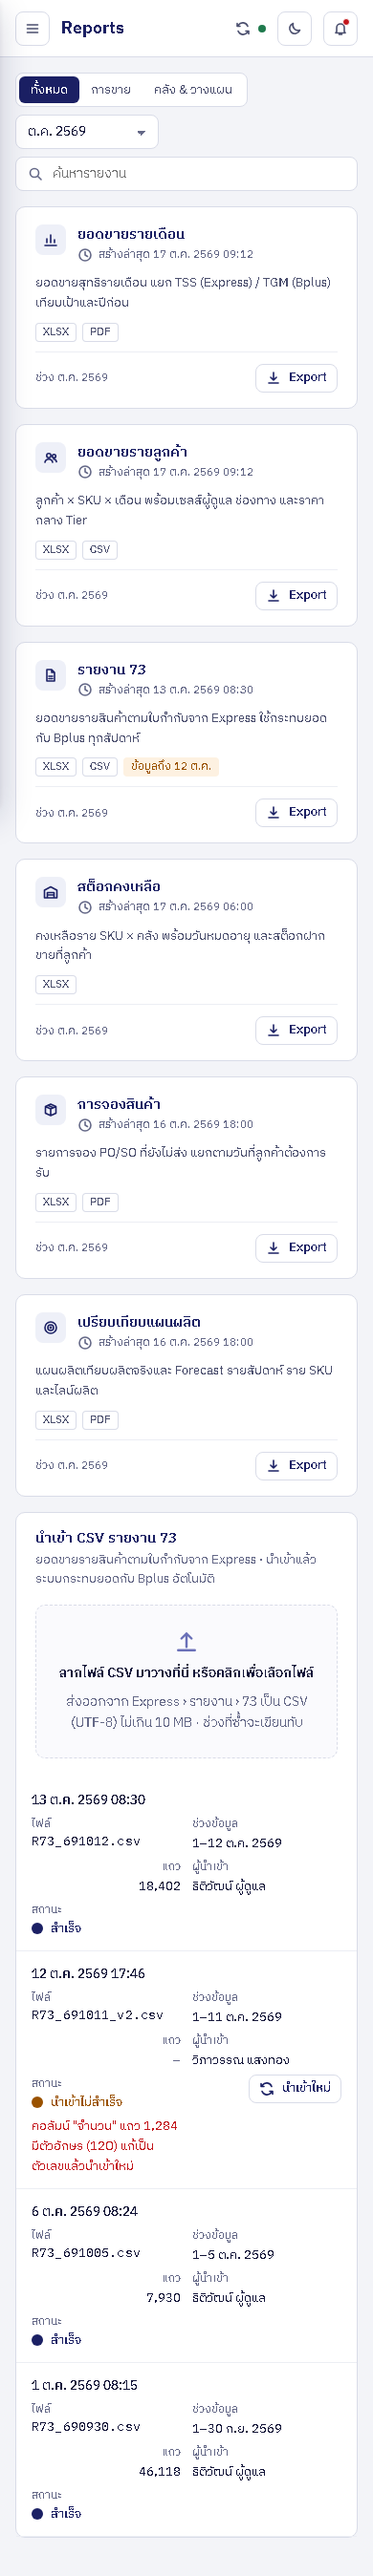 Reports
ทั้งหมด การขาย คลัง & วางแผน
ต.ค. 2569
ค้นหารายงาน
ยอดขายรายเดือน
สร้างล่าสุด 17 ต.ค. 2569 09:12
ยอดขายสุทธิรายเดือน แยก TSS (Express) / TGM (Bplus)
เทียบเป้าและปีก่อน
XLSX PDF
ช่วง ต.ค. 2569 Export
ยอดขายรายลูกค้า
สร้างล่าสุด 17 ต.ค. 2569 09:12
ลูกค้า × SKU × เดือน พร้อมเซลส์ผู้ดูแล ช่องทาง และราคา
กลาง Tier
XLSX CSV
ช่วง ต.ค. 2569 Export
รายงาน 73
สร้างล่าสุด 13 ต.ค. 2569 08:30
ยอดขายรายสินค้าตามใบกำกับจาก Express ใช้กระทบยอด
กับ Bplus ทุกสัปดาห์
XLSX CSV ข้อมูลถึง 12 ต.ค.
ช่วง ต.ค. 2569 Export
สต็อกคงเหลือ
สร้างล่าสุด 17 ต.ค. 2569 06:00
คงเหลือราย SKU × คลัง พร้อมวันหมดอายุ และสต็อกฝาก
ขายที่ลูกค้า
XLSX
ช่วง ต.ค. 2569 Export
การจองสินค้า
สร้างล่าสุด 16 ต.ค. 2569 18:00
รายการจอง PO/SO ที่ยังไม่ส่ง แยกตามวันที่ลูกค้าต้องการ
รับ
XLSX PDF
ช่วง ต.ค. 2569 Export
เปรียบเทียบแผนผลิต
สร้างล่าสุด 16 ต.ค. 2569 18:00
แผนผลิตเทียบผลิตจริงและ Forecast รายสัปดาห์ ราย SKU
และไลน์ผลิต
XLSX PDF
ช่วง ต.ค. 2569 Export
นำเข้า CSV รายงาน 73
ยอดขายรายสินค้าตามใบกำกับจาก Express · นำเข้าแล้ว
ระบบกระทบยอดกับ Bplus อัตโนมัติ
ลากไฟล์ CSV มาวางที่นี่ หรือคลิกเพื่อเลือกไฟล์
ส่งออกจาก Express › รายงาน › 73 เป็น CSV
(UTF-8) ไม่เกิน 10 MB · ช่วงที่ซ้ำจะเขียนทับ
13 ต.ค. 2569 08:30
ไฟล์ ช่วงข้อมูล
R73_691012.csv 1–12 ต.ค. 2569
แถว ผู้นำเข้า
18,402 ธิติวัฒน์ ผู้ดูแล
สถานะ
สำเร็จ
12 ต.ค. 2569 17:46
ไฟล์ ช่วงข้อมูล
R73_691011_v2.csv 1–11 ต.ค. 2569
แถว ผู้นำเข้า
– วิภาวรรณ แสงทอง
สถานะ นำเข้าใหม่
นำเข้าไม่สำเร็จ
คอลัมน์ "จำนวน" แถว 1,284
มีตัวอักษร (12O) แก้เป็น
ตัวเลขแล้วนำเข้าใหม่
6 ต.ค. 2569 08:24
ไฟล์ ช่วงข้อมูล
R73_691005.csv 1–5 ต.ค. 2569
แถว ผู้นำเข้า
7,930 ธิติวัฒน์ ผู้ดูแล
สถานะ
สำเร็จ
1 ต.ค. 2569 08:15
ไฟล์ ช่วงข้อมูล
R73_690930.csv 1–30 ก.ย. 2569
แถว ผู้นำเข้า
46,118 ธิติวัฒน์ ผู้ดูแล
สถานะ
สำเร็จ